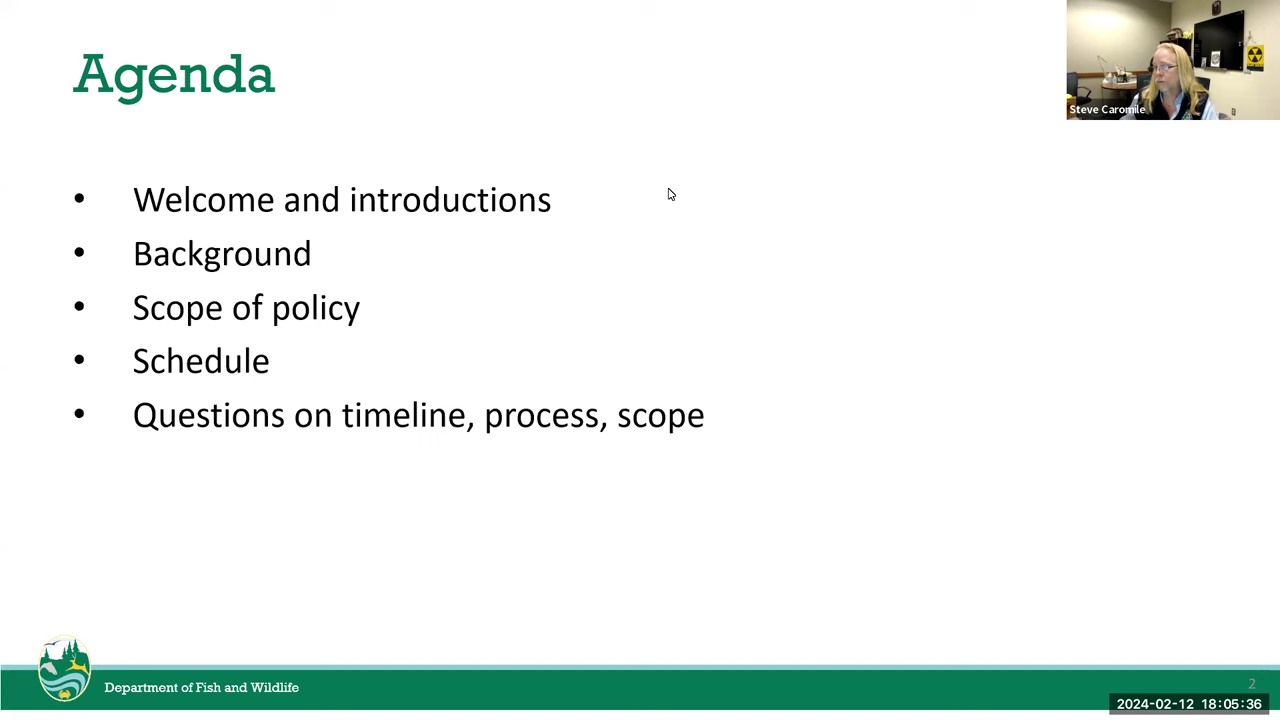 Agenda
Steve Caromile
• Welcome and introductions
• Background
• Scope of policy
• Schedule
• Questions on timeline, process, scope
Department of Fish and Wildlife
2
2024-02-12 18:05:36